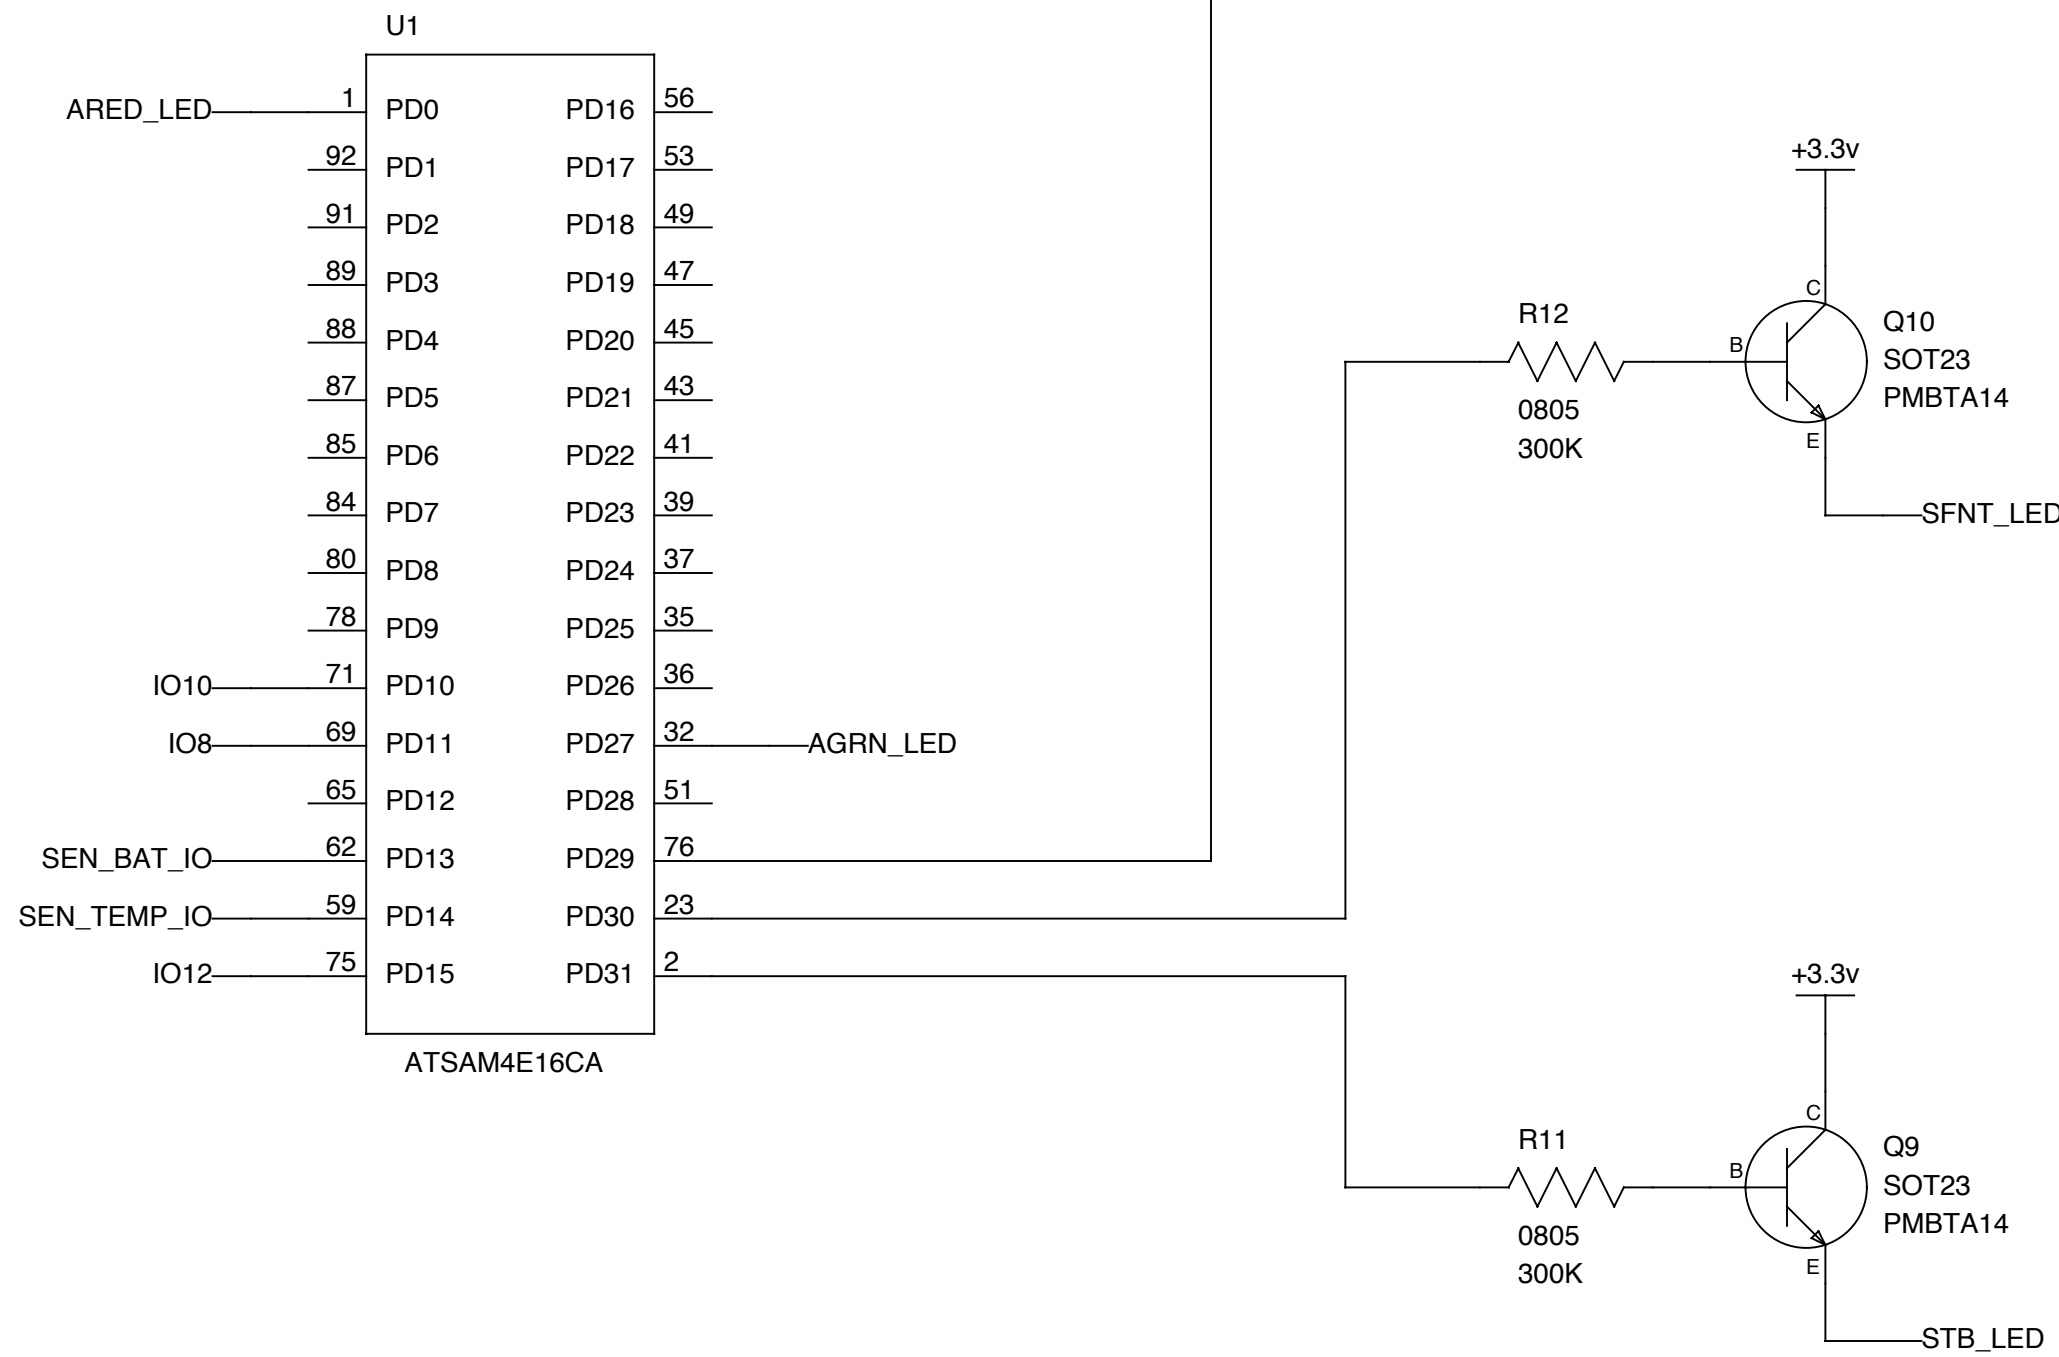 U1
ARED_LED 1 PD0 PD16 56
92 PD1 PD17 53
91 PD2 PD18 49
89 PD3 PD19 47
88 PD4 PD20 45
87 PD5 PD21 43
85 PD6 PD22 41
84 PD7 PD23 39
80 PD8 PD24 37
78 PD9 PD25 35
IO10 71 PD10 PD26 36
IO8 69 PD11 PD27 32 AGRN_LED
65 PD12 PD28 51
SEN_BAT_IO 62 PD13 PD29 76
SEN_TEMP_IO 59 PD14 PD30 23
IO12 75 PD15 PD31 2
ATSAM4E16CA
+3.3v
C
R12
B
Q10
SOT23
PMBTA14
0805
300K
E
SFNT_LED
+3.3v
C
R11
B
Q9
SOT23
PMBTA14
0805
300K
E
STB_LED